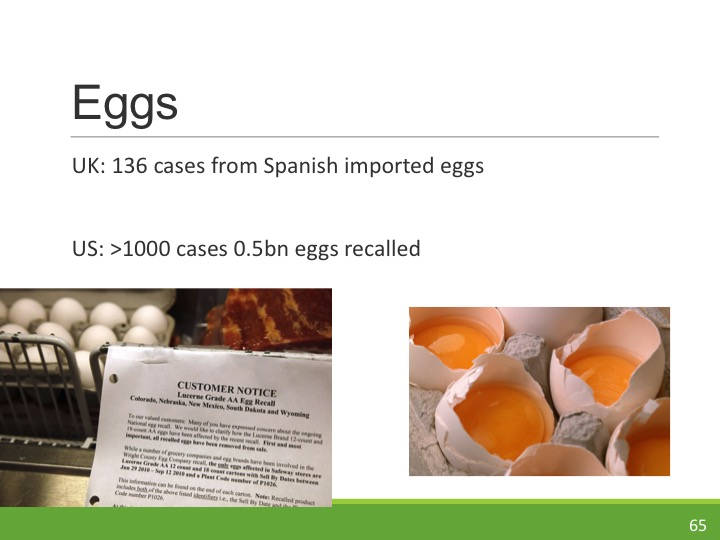 Eggs
UK: 136 cases from Spanish imported eggs
US: >1000 cases 0.5bn eggs recalled
CUSTOMER NOTICE
Lucerne Grade AA Egg Recall
Colorado, Nebraska, New Mexico, South Dakota and Wyoming
To our valued customers: Many of you have expressed concern about the ongoing
National egg recall. We would like to clarify how the Lucerne Brand 12-count and
18-count AA eggs have been affected by the recent recall. First and most
important, all recalled eggs have been removed from sale.
While a number of grocery companies and egg brands have been involved in the
Wright County Egg Company recall, the only eggs affected in Safeway stores are
Lucerne Grade AA 12 count and 18 count cartons with Sell By Dates between
Jun 29 2010 – Sep 12 2010 and a Plant Code number of P1026.
This information can be found on the end of each carton. Note: Recalled product
includes both of the above listed identifiers i.e., the Sell By Date and the
Code number P1026.
65